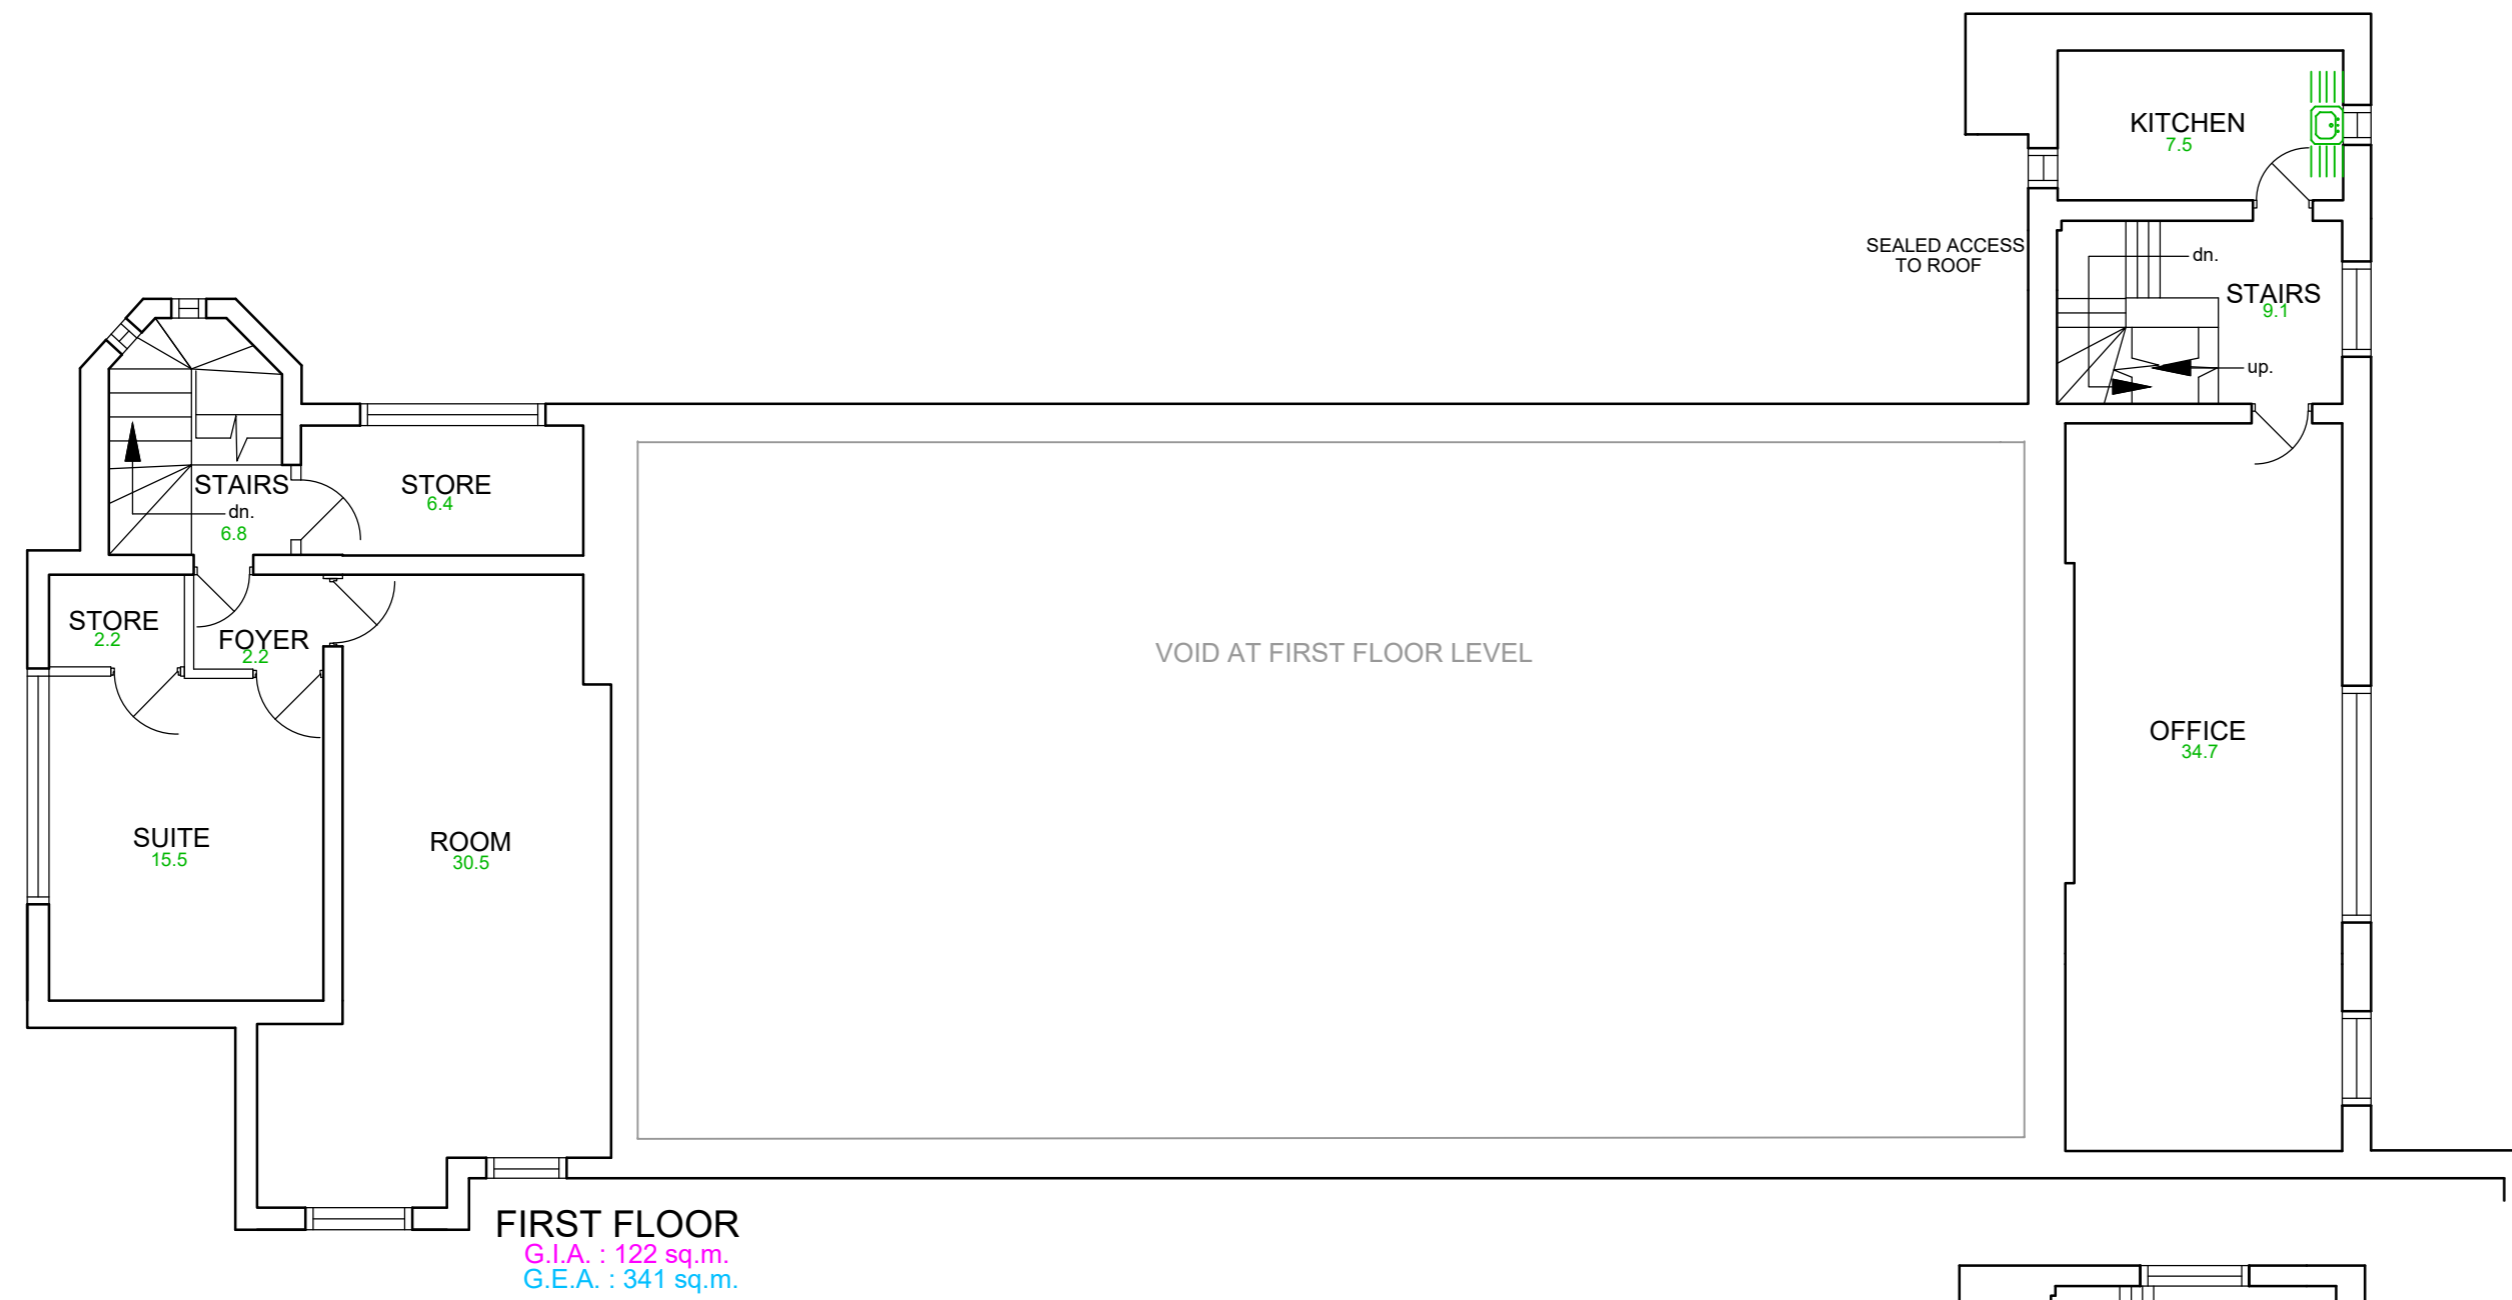 KITCHEN
7.5
SEALED ACCESS
TO ROOF
dn.
STAIRS
9.1
up.
STAIRS
dn.
6.8
STORE
6.4
STORE
2.2
FOYER
2.2
VOID AT FIRST FLOOR LEVEL
OFFICE
34.7
SUITE
15.5
ROOM
30.5
FIRST FLOOR
G.I.A. : 122 sq.m.
G.E.A. : 341 sq.m.